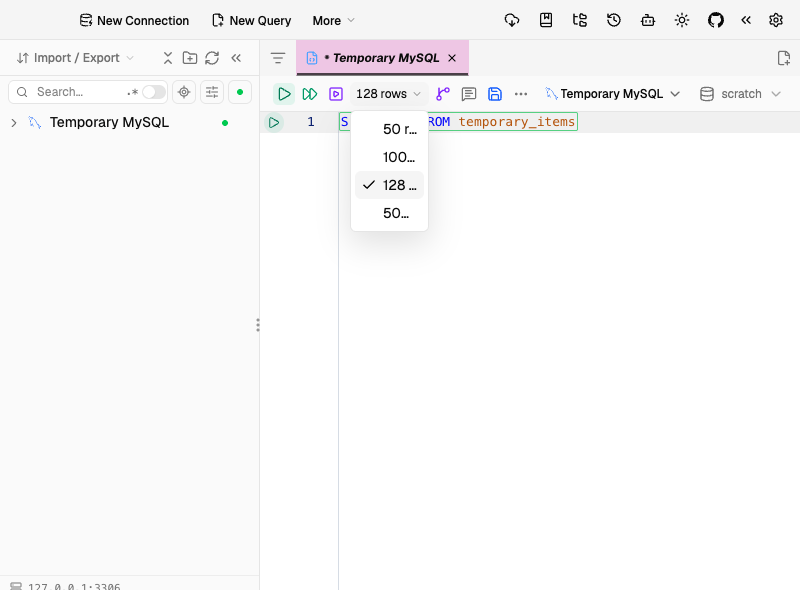 New Connection
New Query
More
Import / Export
* Temporary MySQL
Search...
.*
128 rows
Temporary MySQL
scratch
Temporary MySQL
1
S
ROM temporary_items
50 r...
100...
128 ...
50...
127.0.0.1:3306